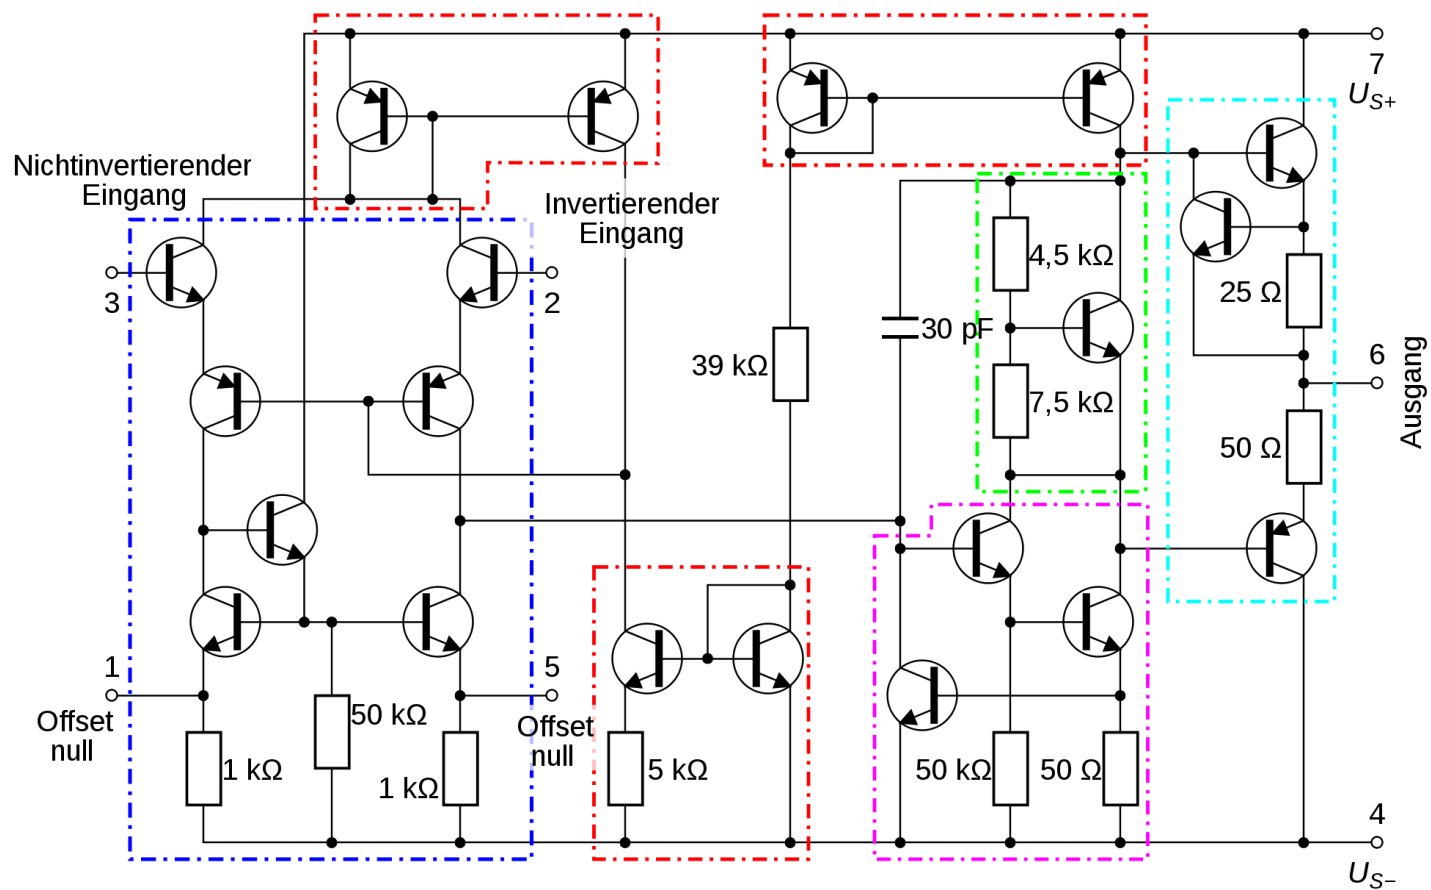 7
US+
Nichtinvertierender
Eingang
Invertierender
Eingang
3
2
4,5 kΩ
25 Ω
30 pF
39 kΩ
6
Ausgang
7,5 kΩ
50 Ω
1
5
Offset
null
50 kΩ
Offset
null
1 kΩ
1 kΩ
5 kΩ
50 kΩ
50 Ω
4
US−